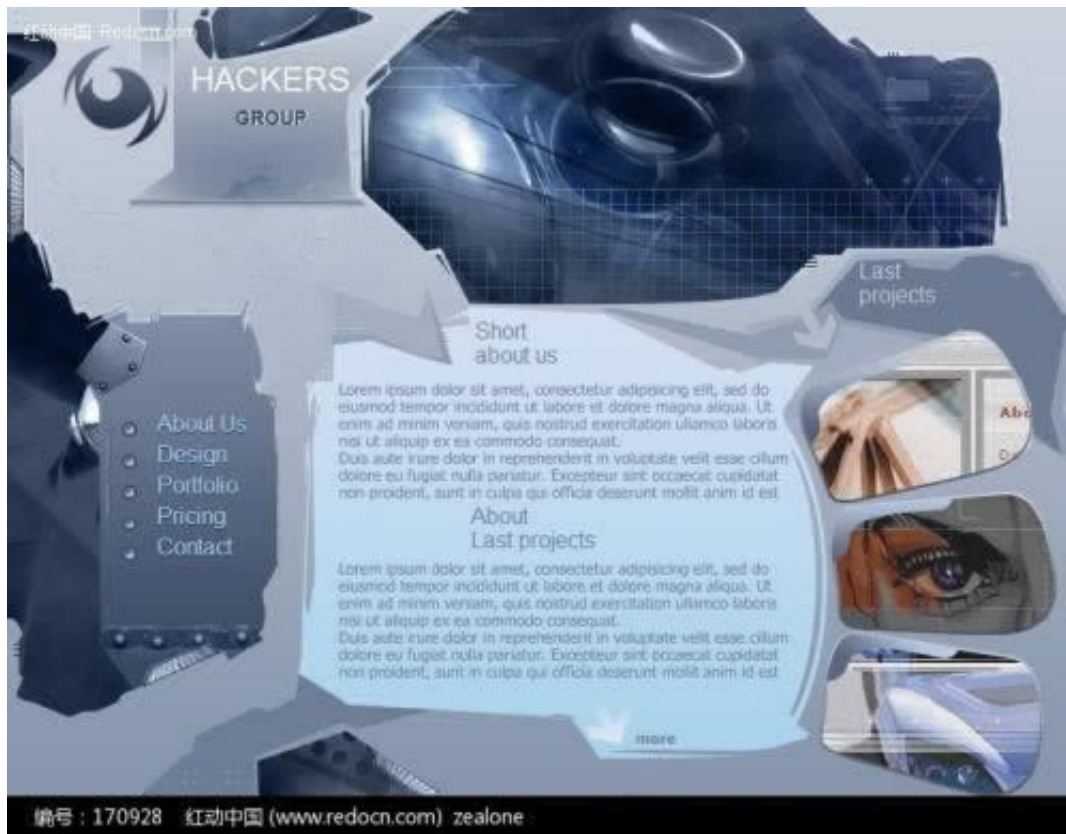 红动中国 Redocn.com
HACKERS
GROUP
Last
projects
Short
about us
Lorem ipsum dolor sit amet, consectetur adipisicing elit, sed do
eiusmod tempor incididunt ut labore et dolore magna aliqua. Ut
enim ad minim veniam, quis nostrud exercitation ullamco laboris
nisi ut aliquip ex ea commodo consequat.
Duis aute irure dolor in reprehenderit in voluptate velit esse cillum
dolore eu fugiat nulla pariatur. Excepteur sint occaecat cupidatat
non proident, sunt in culpa qui officia deserunt mollit anim id est
About Us
Design
Portfolio
Pricing
Contact
About
Last projects
Lorem ipsum dolor sit amet, consectetur adipisicing elit, sed do
eiusmod tempor incididunt ut labore et dolore magna aliqua. Ut
enim ad minim veniam, quis nostrud exercitation ullamco laboris
nisi ut aliquip ex ea commodo consequat.
Duis aute irure dolor in reprehenderit in voluptate velit esse cillum
dolore eu fugiat nulla pariatur. Excepteur sint occaecat cupidatat
non proident, sunt in culpa qui officia deserunt mollit anim id est
more
编号：170928 红动中国 (www.redocn.com) zealone